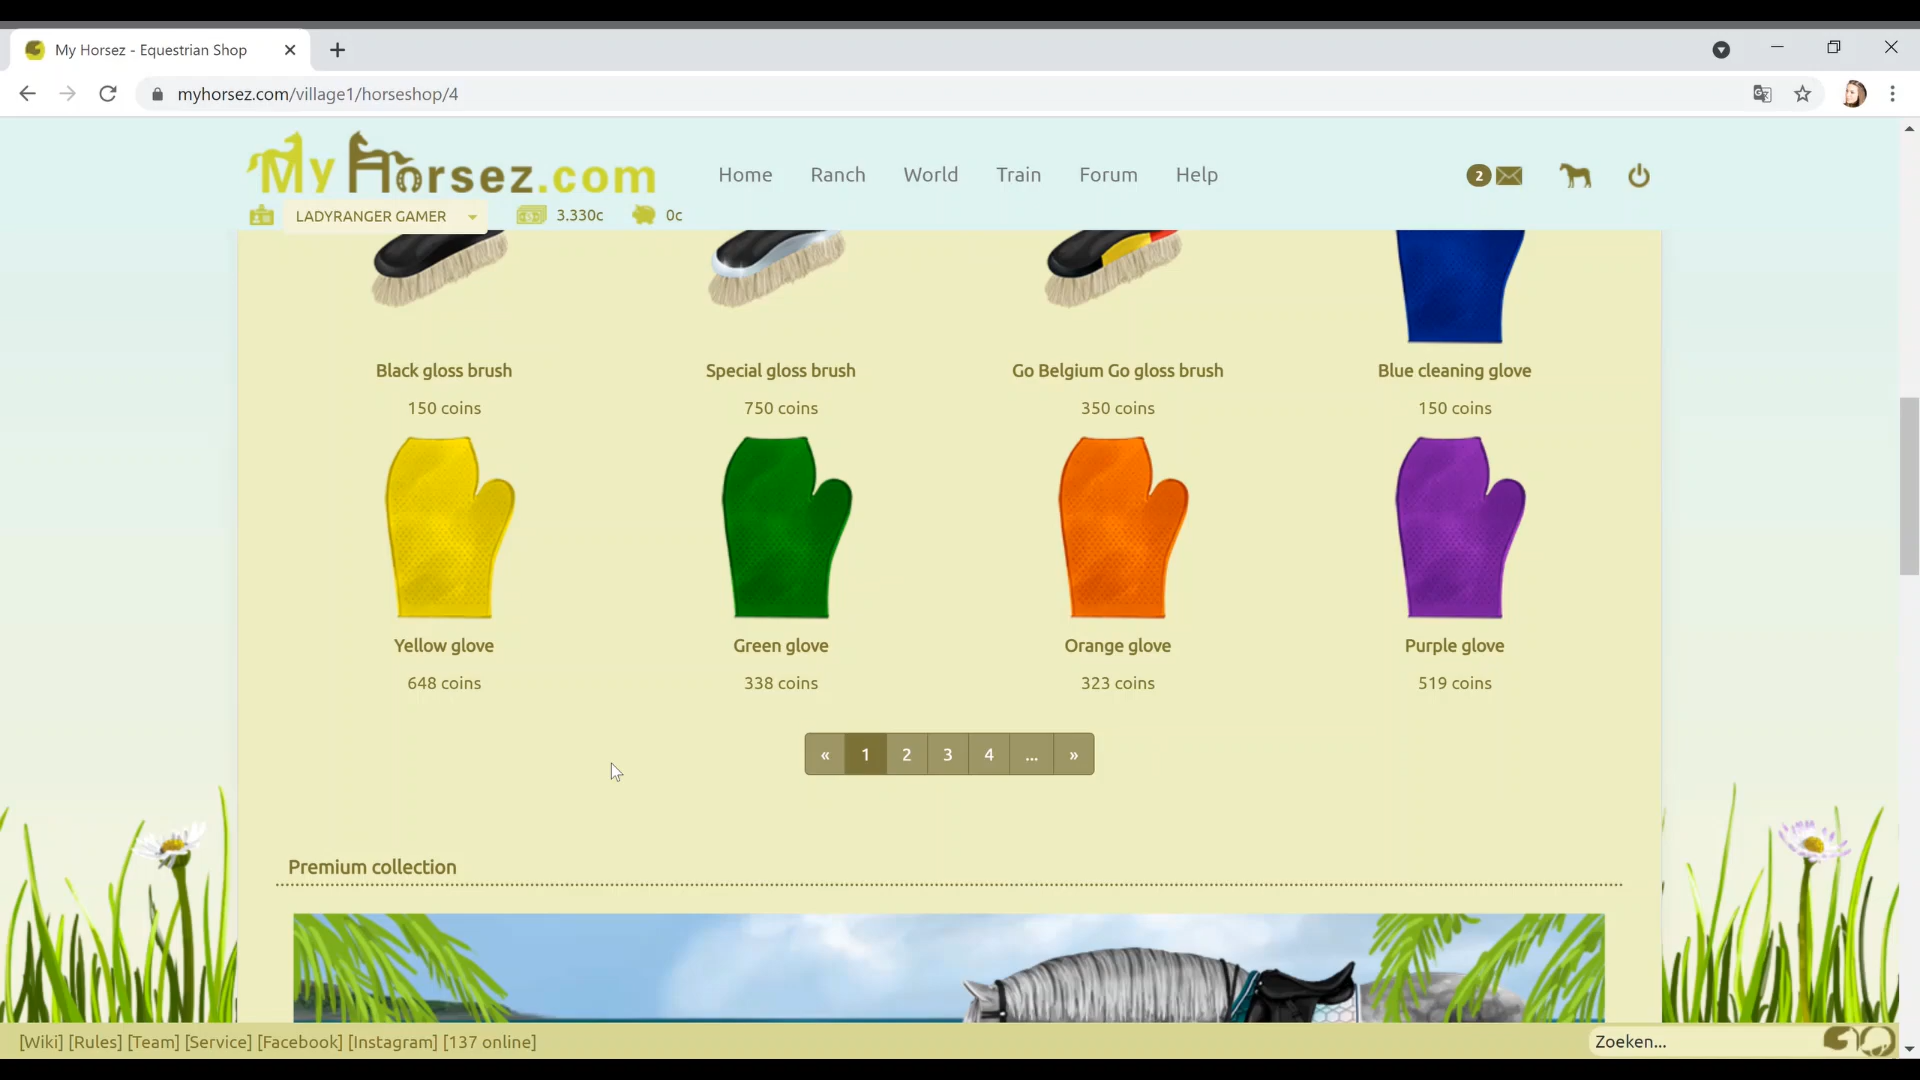 My Horsez - Equestrian Shop
myhorsez.com/village1/horseshop/4
My Horsez.com
Home Ranch World Train Forum Help
2
LADYRANGER GAMER 3.330c 0c
Black gloss brush Special gloss brush Go Belgium Go gloss brush Blue cleaning glove
150 coins 750 coins 350 coins 150 coins
Yellow glove Green glove Orange glove Purple glove
648 coins 338 coins 323 coins 519 coins
« 1 2 3 4 ... »
Premium collection
[Wiki] [Rules] [Team] [Service] [Facebook] [Instagram] [137 online] Zoeken...